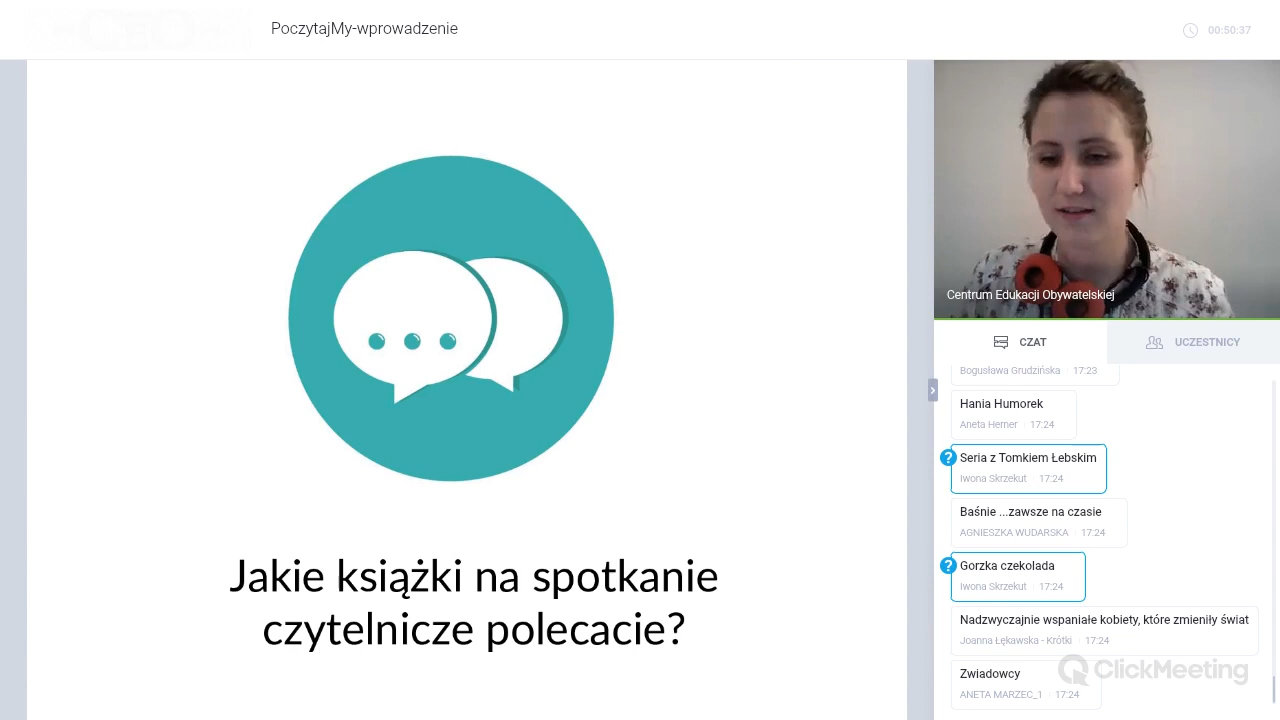 PoczytajMy-wprowadzenie
00:50:37
Jakie książki na spotkanie
czytelnicze polecacie?
Centrum Edukacji Obywatelskiej
CZAT
UCZESTNICY
Bogusława Grudzińska 17:23
Hania Humorek
Aneta Herner 17:24
?
Seria z Tomkiem Łebskim
Iwona Skrzekut 17:24
Baśnie ...zawsze na czasie
AGNIESZKA WUDARSKA 17:24
?
Gorzka czekolada
Iwona Skrzekut 17:24
Nadzwyczajnie wspaniałe kobiety, które zmieniły świat
Joanna Łękawska - Krótki 17:24
Zwiadowcy
ANETA MARZEC_1 17:24
ClickMeeting